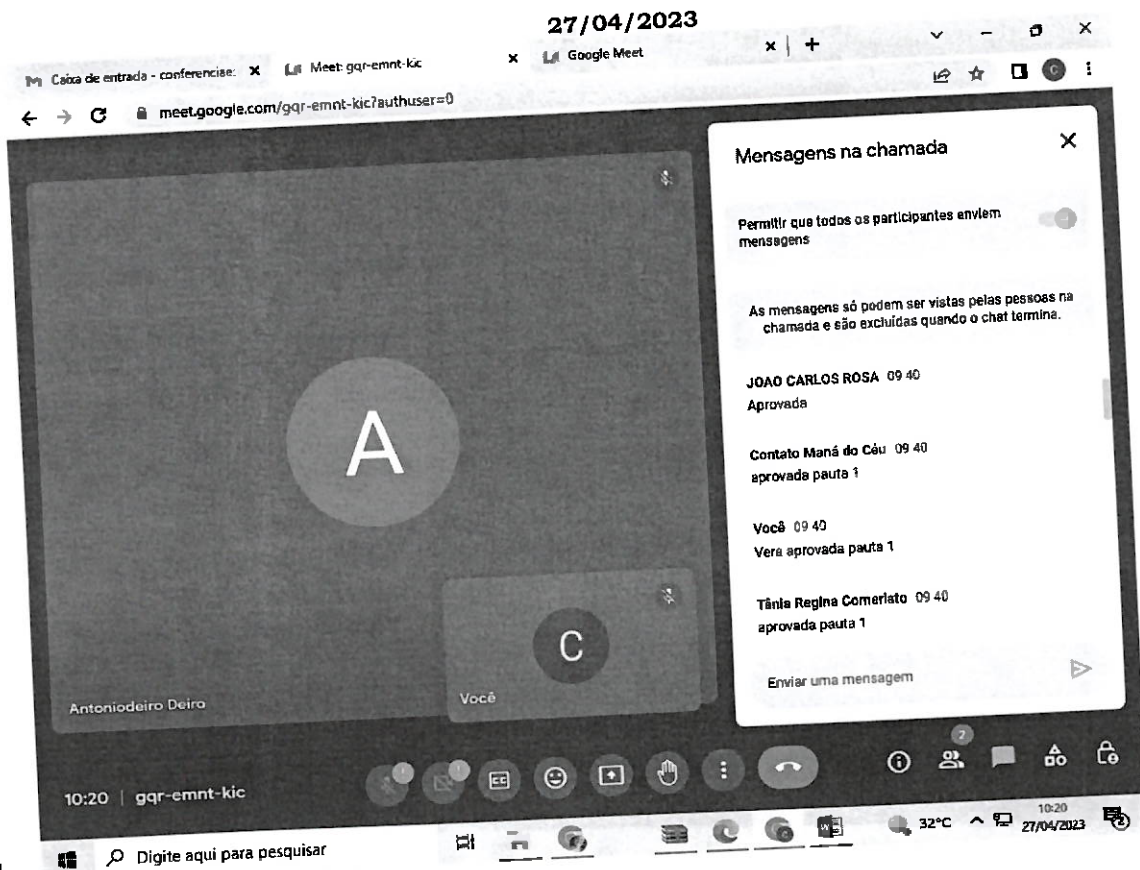 27/04/2023
Caixa de entrada - conferenciae:
Meet: gqr-emnt-kic
Google Meet
meet.google.com/gqr-emnt-kic?authuser=0
C
Mensagens na chamada
Permitir que todos os participantes enviem
mensagens
As mensagens só podem ser vistas pelas pessoas na
chamada e são excluídas quando o chat termina.
JOAO CARLOS ROSA 09 40
Aprovada
Contato Maná do Céu 09 40
aprovada pauta 1
Você 09 40
Vera aprovada pauta 1
Tânia Regina Comeriato 09 40
aprovada pauta 1
Enviar uma mensagem
A
C
Antoniodeiro Deiro
Você
2
10:20 | gqr-emnt-kic
CC
Digite aqui para pesquisar
32°C
10:20
27/04/2023
2